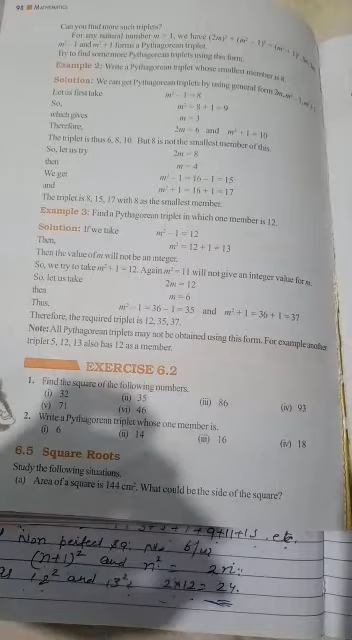 98 MATHEMATICS
Can you find more such triplets?
For any natural number m > 1, we have (2m)² + (m² – 1)² = (m² + 1)². So, 2m,
m² – 1 and m² + 1 forms a Pythagorean triplet.
Try to find some more Pythagorean triplets using this form.
Example 2: Write a Pythagorean triplet whose smallest member is 8.
Solution: We can get Pythagorean triplets by using general form 2m, m² – 1, m² + 1.
Let us first take m² – 1 = 8
So, m² = 8 + 1 = 9
which gives m = 3
Therefore, 2m = 6 and m² + 1 = 10
The triplet is thus 6, 8, 10. But 8 is not the smallest member of this.
So, let us try 2m = 8
then m = 4
We get m² – 1 = 16 – 1 = 15
and m² + 1 = 16 + 1 = 17
The triplet is 8, 15, 17 with 8 as the smallest member.
Example 3: Find a Pythagorean triplet in which one member is 12.
Solution: If we take m² – 1 = 12
Then, m² = 12 + 1 = 13
Then the value of m will not be an integer.
So, we try to take m² + 1 = 12. Again m² = 11 will not give an integer value for m.
So, let us take 2m = 12
then m = 6
Thus, m² – 1 = 36 – 1 = 35 and m² + 1 = 36 + 1 = 37
Therefore, the required triplet is 12, 35, 37.
Note: All Pythagorean triplets may not be obtained using this form. For example another
triplet 5, 12, 13 also has 12 as a member.
EXERCISE 6.2
1. Find the square of the following numbers.
(i) 32 (ii) 35 (iii) 86 (iv) 93
(v) 71 (vi) 46
2. Write a Pythagorean triplet whose one member is.
(i) 6 (ii) 14 (iii) 16 (iv) 18
6.5 Square Roots
Study the following situations.
(a) Area of a square is 144 cm². What could be the side of the square?
+9+11+13, etc.
Non perfect sq. b/w
(n+1)² and n² = 2n
12² and 13², 2×12 = 24.